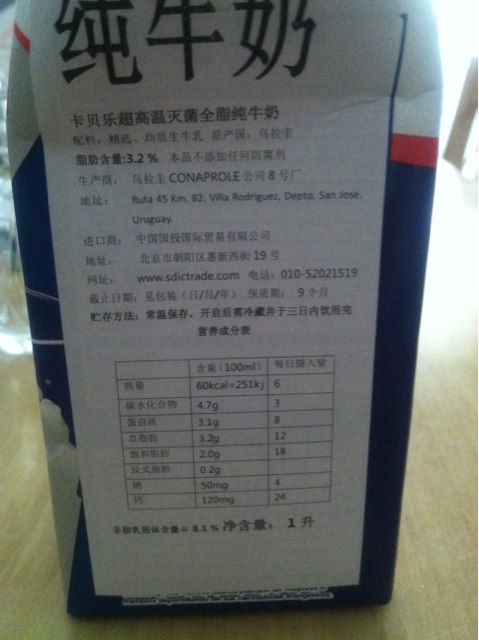 纯牛奶
卡贝乐超高温灭菌全脂纯牛奶
配料：精选、均质生牛乳 原产国：乌拉圭
脂肪含量:3.2 % 本品不添加任何防腐剂
生产商： 乌拉圭 CONAPROLE 公司 8 号厂
地址： Ruta 45 Km. 82. Villa Rodriguez, Depto. San Jose.
Uruguay.
进口商： 中国国投国际贸易有限公司
地址： 北京市朝阳区惠新西街 19 号
网址： www.sdictrade.com 电话：010-52021519
截止日期：见包装（日/月/年） 保质期： 9 个月
贮存方法：常温保存，开启后需冷藏并于三日内饮用完
营养成分表
含量（100ml） 每日摄入量
热量 60kcal=251kj 6
碳水化合物 4.7g 3
蛋白质 3.1g 8
总脂肪 3.2g 12
饱和脂肪 2.0g 18
反式脂肪 0.2g
钠 50mg 4
钙 120mg 24
非脂乳固体含量= 8.1 % 净含量： 1 升